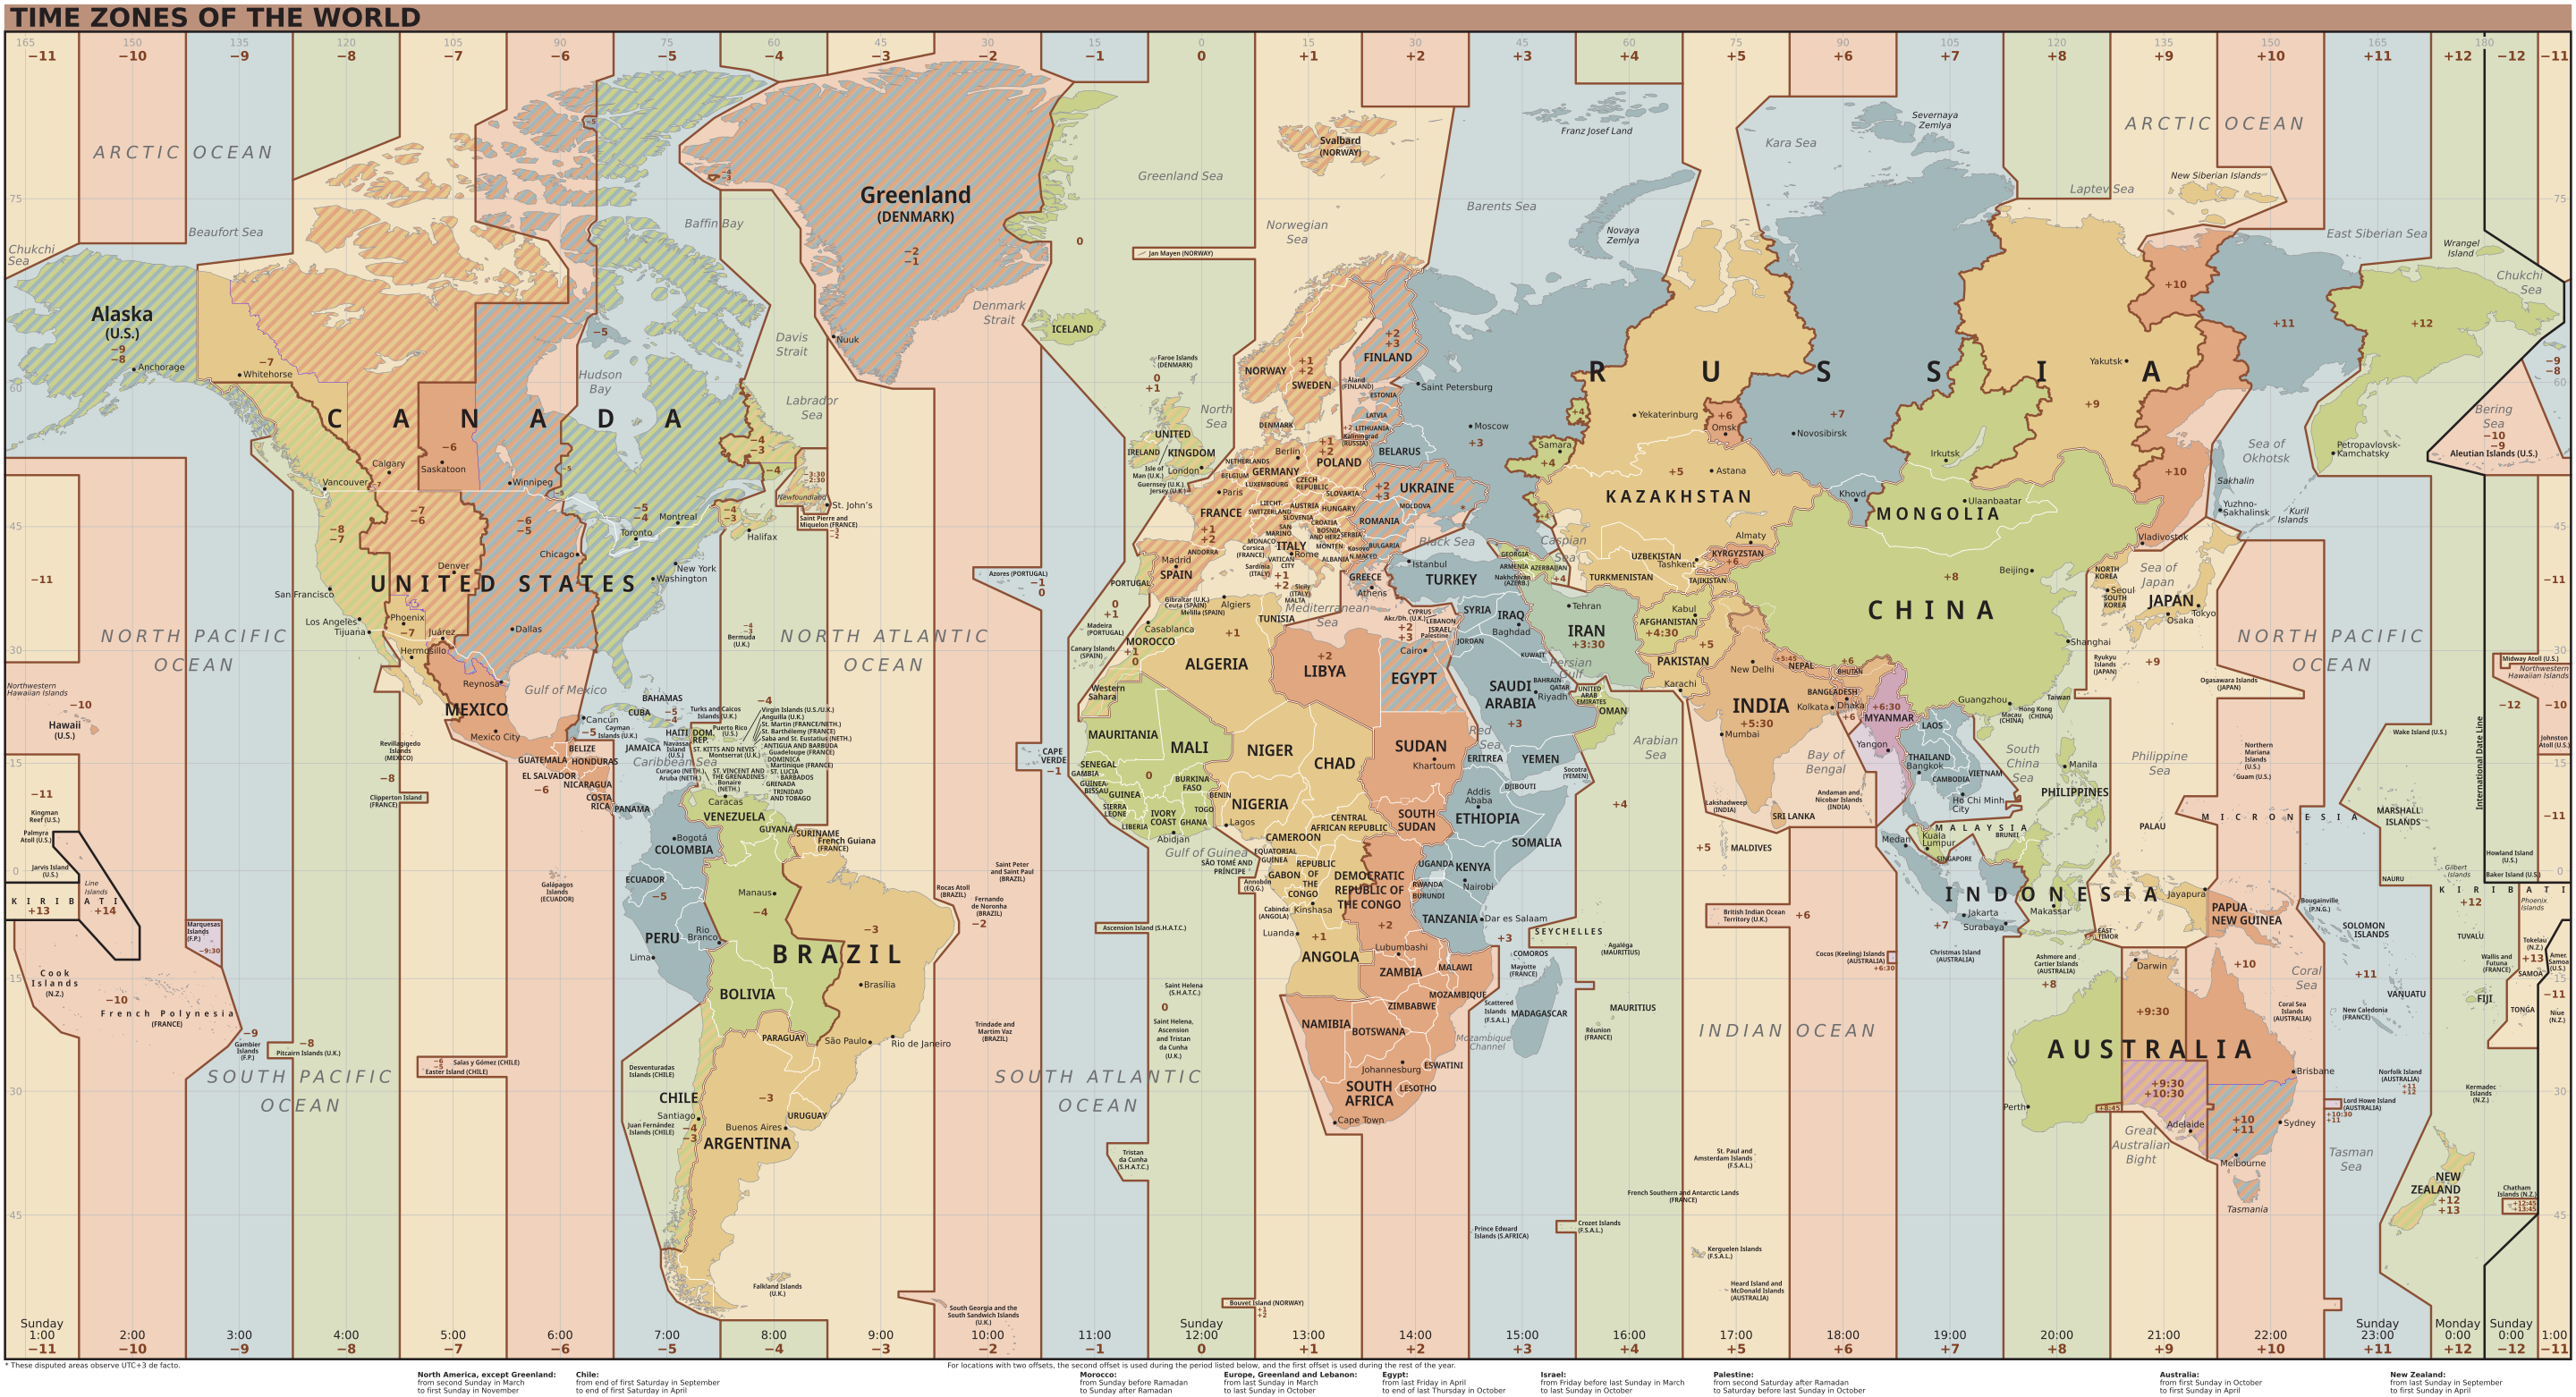 TIME ZONES OF THE WORLD
165 150 135 120 105 90 75 60 45 30 15 0 15 30 45 60 75 90 105 120 135 150 165 180
−11 −10 −9 −8 −7 −6 −5 −4 −3 −2 −1 0 +1 +2 +3 +4 +5 +6 +7 +8 +9 +10 +11 +12 −12 −11
ARCTIC OCEAN
ARCTIC OCEAN
Chukchi
Sea
Beaufort Sea
Baffin Bay
Greenland
(DENMARK)
−2
−1
Greenland Sea
Norwegian
Sea
Svalbard
(NORWAY)
Jan Mayen (NORWAY)
Barents Sea
Franz Josef Land
Novaya
Zemlya
Kara Sea
Severnaya
Zemlya
Laptev Sea
New Siberian Islands
East Siberian Sea
Wrangel
Island
Chukchi
Sea
Alaska
(U.S.)
−9
−8
Anchorage
Whitehorse
−7
Hudson
Bay
Davis
Strait
Denmark
Strait
Nuuk
Labrador
Sea
ICELAND
Faroe Islands
(DENMARK)
0
+1
CANADA
Vancouver
Calgary
Saskatoon
−6
Winnipeg
Montreal
Toronto
Halifax
Newfoundland
−3:30
−2:30
St. John's
Saint Pierre and
Miquelon (FRANCE)
UNITED STATES
San Francisco
Los Angeles
Tijuana
Phoenix
Denver
Dallas
Chicago
New York
Washington
Juárez
Hermosillo
Reynosa
MEXICO
Mexico City
Cancún
Gulf of Mexico
Bermuda
(U.K.)
BAHAMAS
CUBA
Turks and Caicos
Islands (U.K.)
Cayman
Islands (U.K.)
JAMAICA
HAITI
DOM.
REP.
Navassa
Island
(U.S.)
Puerto Rico
(U.S.)
Virgin Islands (U.S./U.K.)
Anguilla (U.K.)
St. Martin (FRANCE/NETH.)
St. Barthélemy (FRANCE)
Saba and St. Eustatius (NETH.)
ANTIGUA AND BARBUDA
ST. KITTS AND NEVIS
Montserrat (U.K.)
Guadeloupe (FRANCE)
DOMINICA
Martinique (FRANCE)
ST. LUCIA
BARBADOS
ST. VINCENT AND
THE GRENADINES
GRENADA
TRINIDAD
AND TOBAGO
Curaçao (NETH.)
Aruba (NETH.)
Bonaire
(NETH.)
Caribbean Sea
BELIZE
GUATEMALA
HONDURAS
EL SALVADOR
NICARAGUA
COSTA
RICA
PANAMA
Revillagigedo
Islands
(MEXICO)
Clipperton Island
(FRANCE)
Galápagos
Islands
(ECUADOR)
NORTH PACIFIC
OCEAN
NORTH ATLANTIC
OCEAN
Northwestern
Hawaiian Islands
−10
Hawaii
(U.S.)
Kingman
Reef (U.S.)
Palmyra
Atoll (U.S.)
Jarvis Island
(U.S.)
Line
Islands
KIRIBATI
+13
+14
Marquesas
Islands
(F.P.)
−9:30
Cook
Islands
(N.Z.)
−10
French Polynesia
(FRANCE)
−9
Gambier
Islands
(F.P.)
−8
Pitcairn Islands (U.K.)
−6
−5
Salas y Gómez (CHILE)
Easter Island (CHILE)
SOUTH PACIFIC
OCEAN
Caracas
VENEZUELA
GUYANA
SURINAME
French Guiana
(FRANCE)
Bogotá
COLOMBIA
ECUADOR
−5
PERU
Lima
Manaus
−4
Rio
Branco
BRAZIL
−3
Brasília
BOLIVIA
PARAGUAY
São Paulo
Rio de Janeiro
Desventuradas
Islands (CHILE)
CHILE
Santiago
−4
−3
Juan Fernández
Islands (CHILE)
Buenos Aires
ARGENTINA
URUGUAY
Falkland Islands
(U.K.)
South Georgia and the
South Sandwich Islands
(U.K.)
Saint Peter
and Saint Paul
(BRAZIL)
Rocas Atoll
(BRAZIL)
Fernando
de Noronha
(BRAZIL)
−2
Trindade and
Martim Vaz
(BRAZIL)
SOUTH ATLANTIC
OCEAN
Azores (PORTUGAL)
−1
0
CAPE
VERDE
−1
Ascension Island (S.H.A.T.C.)
Saint Helena
(S.H.A.T.C.)
0
Saint Helena,
Ascension
and Tristan
da Cunha
(U.K.)
Tristan
da Cunha
(S.H.A.T.C.)
Bouvet Island (NORWAY)
+1
+2
North
Sea
UNITED
KINGDOM
IRELAND
London
Isle of
Man (U.K.)
Guernsey (U.K.)
Jersey (U.K.)
NORWAY
SWEDEN
FINLAND
Åland
(FINLAND)
ESTONIA
LATVIA
LITHUANIA
Kaliningrad
(RUSSIA)
DENMARK
NETHERLANDS
BELGIUM
LUXEMBOURG
Berlin
GERMANY
POLAND
CZECH
REPUBLIC
SLOVAKIA
BELARUS
UKRAINE
MOLDOVA
ROMANIA
Paris
FRANCE
LIECHT.
SWITZERLAND
AUSTRIA
HUNGARY
SLOVENIA
CROATIA
BOSNIA
AND HERZ.
SERBIA
SAN
MARINO
MONACO
ITALY
Rome
VATICAN
CITY
MONTEN.
Kosovo
N.MACED.
ALBANIA
BULGARIA
GREECE
Athens
ANDORRA
Corsica
(FRANCE)
Sardinia
(ITALY)
Sicily
(ITALY)
MALTA
Madrid
SPAIN
PORTUGAL
Gibraltar (U.K.)
Ceuta (SPAIN)
Melilla (SPAIN)
Mediterranean
Sea
Black Sea
Madeira
(PORTUGAL)
Canary Islands
(SPAIN)
Casablanca
MOROCCO
+1
0
Western
Sahara
Algiers
ALGERIA
+1
TUNISIA
LIBYA
+2
Cairo
EGYPT
MAURITANIA
MALI
NIGER
CHAD
SUDAN
Khartoum
ERITREA
DJIBOUTI
SENEGAL
GAMBIA
GUINEA-
BISSAU
GUINEA
SIERRA
LEONE
LIBERIA
IVORY
COAST
BURKINA
FASO
GHANA
TOGO
BENIN
Abidjan
NIGERIA
Lagos
Gulf of Guinea
CAMEROON
CENTRAL
AFRICAN REPUBLIC
SOUTH
SUDAN
Addis
Ababa
ETHIOPIA
SOMALIA
EQUATORIAL
GUINEA
SÃO TOMÉ AND
PRÍNCIPE
Annobón
(EQ.G.)
GABON
REPUBLIC
OF
THE
CONGO
DEMOCRATIC
REPUBLIC OF
THE CONGO
Kinshasa
Cabinda
(ANGOLA)
UGANDA
KENYA
Nairobi
RWANDA
BURUNDI
TANZANIA
Dar es Salaam
Luanda
ANGOLA
Lubumbashi
ZAMBIA
MALAWI
MOZAMBIQUE
ZIMBABWE
NAMIBIA
BOTSWANA
Johannesburg
ESWATINI
LESOTHO
SOUTH
AFRICA
Cape Town
COMOROS
Mayotte
(FRANCE)
Scattered
Islands
(F.S.A.L.)
MADAGASCAR
Mozambique
Channel
SEYCHELLES
Agaléga
(MAURITIUS)
MAURITIUS
Réunion
(FRANCE)
Prince Edward
Islands (S.AFRICA)
Crozet Islands
(F.S.A.L.)
Kerguelen Islands
(F.S.A.L.)
Heard Island and
McDonald Islands
(AUSTRALIA)
St. Paul and
Amsterdam Islands
(F.S.A.L.)
French Southern and Antarctic Lands
(FRANCE)
INDIAN OCEAN
RUSSIA
Saint Petersburg
Moscow
+3
Samara
+4
Yekaterinburg
+5
+6
Omsk
Novosibirsk
+7
Irkutsk
Yakutsk
+9
+10
+11
+12
Petropavlovsk-
Kamchatsky
Sea of
Okhotsk
Sakhalin
Yuzhno-
Sakhalinsk
Kuril
Islands
Vladivostok
Bering
Sea
−10
−9
Aleutian Islands (U.S.)
Astana
KAZAKHSTAN
Almaty
Caspian
Sea
GEORGIA
ARMENIA
AZERBAIJAN
Nakhchivan
(AZERB.)
UZBEKISTAN
Tashkent
KYRGYZSTAN
TURKMENISTAN
TAJIKISTAN
Khovd
Ulaanbaatar
MONGOLIA
Beijing
+8
CHINA
Shanghai
Guangzhou
Macau
(CHINA)
Hong Kong
(CHINA)
Taiwan
NORTH
KOREA
Seoul
SOUTH
KOREA
Sea of
Japan
JAPAN
Tokyo
Osaka
Ryukyu
Islands
(JAPAN)
Ogasawara Islands
(JAPAN)
Istanbul
TURKEY
CYPRUS
Akr./Dh. (U.K.)
LEBANON
ISRAEL
Palestine
SYRIA
JORDAN
IRAQ
Baghdad
KUWAIT
Tehran
IRAN
+3:30
Persian
Gulf
BAHRAIN
QATAR
Riyadh
SAUDI
ARABIA
UNITED
ARAB
EMIRATES
OMAN
YEMEN
Red
Sea
Socotra
(YEMEN)
Arabian
Sea
Kabul
AFGHANISTAN
+4:30
PAKISTAN
Karachi
New Delhi
+5:45
NEPAL
BHUTAN
INDIA
+5:30
Mumbai
Kolkata
BANGLADESH
Dhaka
+6:30
MYANMAR
Yangon
Bay of
Bengal
Lakshadweep
(INDIA)
SRI LANKA
MALDIVES
Andaman and
Nicobar Islands
(INDIA)
British Indian Ocean
Territory (U.K.)
+6
Cocos (Keeling) Islands
(AUSTRALIA)
+6:30
Christmas Island
(AUSTRALIA)
LAOS
THAILAND
Bangkok
VIETNAM
CAMBODIA
Ho Chi Minh
City
South
China
Sea
Manila
PHILIPPINES
Philippine
Sea
MALAYSIA
BRUNEI
Kuala
Lumpur
SINGAPORE
Medan
INDONESIA
Jakarta
Surabaya
Makassar
Jayapura
EAST
TIMOR
Ashmore and
Cartier Islands
(AUSTRALIA)
PALAU
MICRONESIA
Northern
Mariana
Islands
(U.S.)
Guam (U.S.)
Wake Island (U.S.)
MARSHALL
ISLANDS
NAURU
Gilbert
Islands
KIRIBATI
+12
Phoenix
Islands
Howland Island
(U.S.)
Baker Island (U.S.)
Midway Atoll (U.S.)
Northwestern
Hawaiian Islands
Johnston
Atoll (U.S.)
International Date Line
NORTH PACIFIC
OCEAN
PAPUA
NEW GUINEA
Bougainville
(P.N.G.)
SOLOMON
ISLANDS
TUVALU
Tokelau
(N.Z.)
+13
SAMOA
Amer.
Samoa
(U.S.)
Wallis and
Futuna
(FRANCE)
VANUATU
FIJI
TONGA
Niue
(N.Z.)
New Caledonia
(FRANCE)
Coral
Sea
Coral Sea
Islands
(AUSTRALIA)
Darwin
+9:30
AUSTRALIA
+9:30
+10:30
+10
+11
Perth
+8:45
Adelaide
Brisbane
Sydney
Melbourne
Tasmania
Great
Australian
Bight
Tasman
Sea
Norfolk Island
(AUSTRALIA)
+11
+12
Lord Howe Island
(AUSTRALIA)
+10:30
+11
Kermadec
Islands
(N.Z.)
NEW
ZEALAND
+12
+13
Chatham
Islands (N.Z.)
+12:45
+13:45
Sunday Sunday Sunday Monday Sunday
1:00 2:00 3:00 4:00 5:00 6:00 7:00 8:00 9:00 10:00 11:00 12:00 13:00 14:00 15:00 16:00 17:00 18:00 19:00 20:00 21:00 22:00 23:00 0:00 0:00 1:00
−11 −10 −9 −8 −7 −6 −5 −4 −3 −2 −1 0 +1 +2 +3 +4 +5 +6 +7 +8 +9 +10 +11 +12 −12 −11
* These disputed areas observe UTC+3 de facto.
For locations with two offsets, the second offset is used during the period listed below, and the first offset is used during the rest of the year.
North America, except Greenland:
from second Sunday in March
to first Sunday in November
Chile:
from end of first Saturday in September
to end of first Saturday in April
Morocco:
from Sunday before Ramadan
to Sunday after Ramadan
Europe, Greenland and Lebanon:
from last Sunday in March
to last Sunday in October
Egypt:
from last Friday in April
to end of last Thursday in October
Israel:
from Friday before last Sunday in March
to last Sunday in October
Palestine:
from second Saturday after Ramadan
to Saturday before last Sunday in October
Australia:
from first Sunday in October
to first Sunday in April
New Zealand:
from last Sunday in September
to first Sunday in April